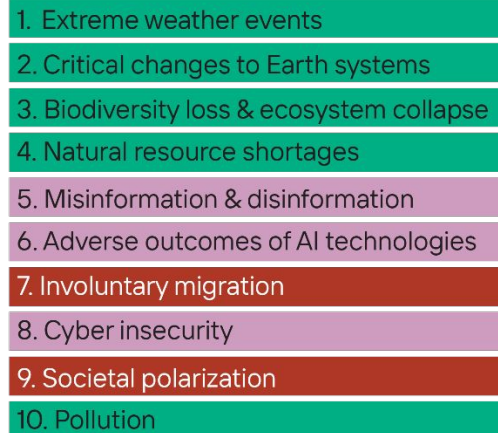 1. Extreme weather events
2. Critical changes to Earth systems
3. Biodiversity loss & ecosystem collapse
4. Natural resource shortages
5. Misinformation & disinformation
6. Adverse outcomes of AI technologies
7. Involuntary migration
8. Cyber insecurity
9. Societal polarization
10. Pollution